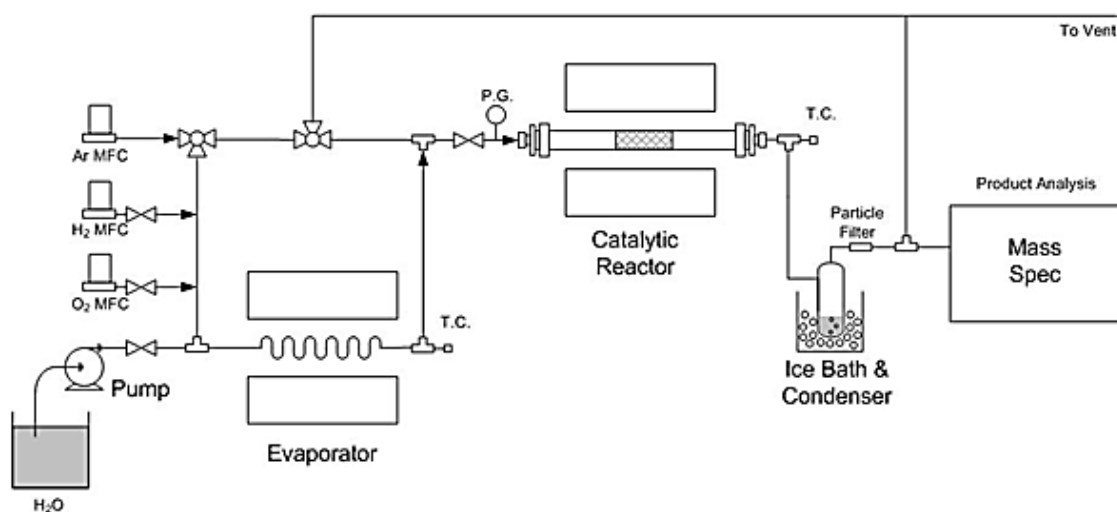 To Vent
P.G.
T.C.
Ar MFC
Product Analysis
H₂ MFC
Particle
Filter
Catalytic
Reactor
Mass
Spec
O₂ MFC
T.C.
Pump
Ice Bath &
Condenser
Evaporator
H₂O